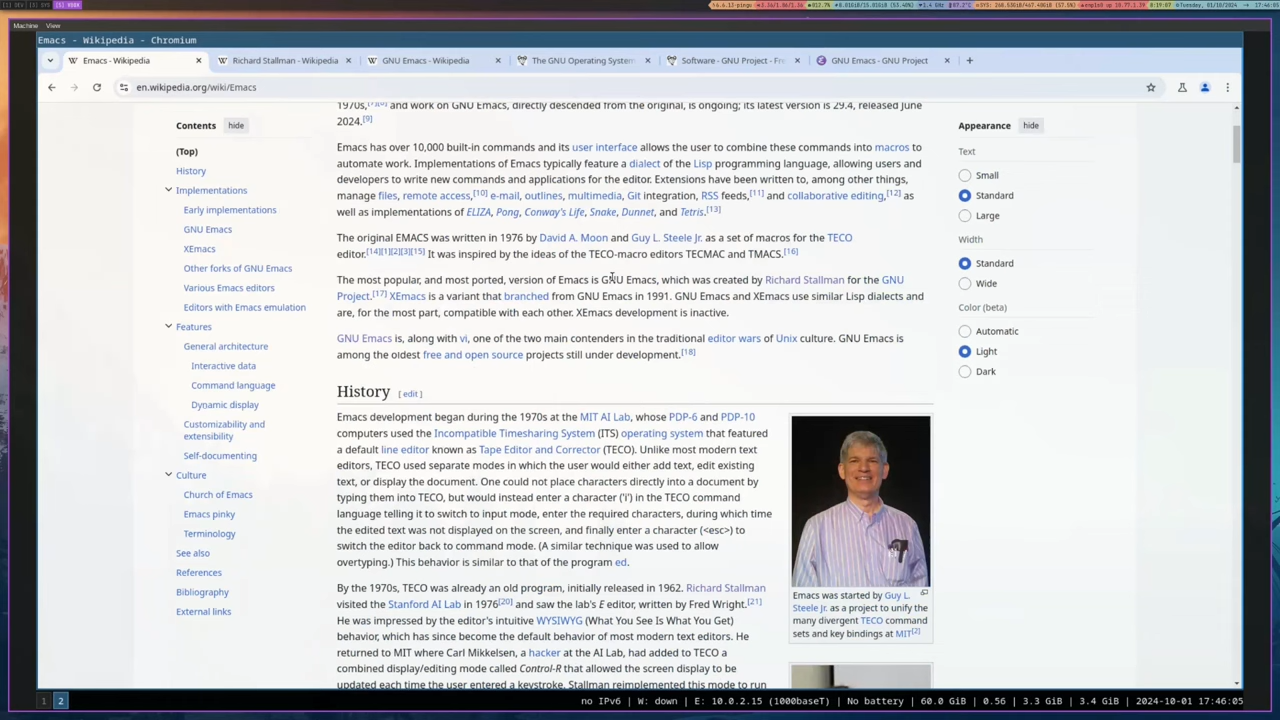 Machine View
Emacs - Wikipedia - Chromium
Emacs - Wikipedia
Richard Stallman - Wikipedia
GNU Emacs - Wikipedia
The GNU Operating System
Software - GNU Project - Fre
GNU Emacs - GNU Project
en.wikipedia.org/wiki/Emacs
Contents hide
(Top)
History
Implementations
Early implementations
GNU Emacs
XEmacs
Other forks of GNU Emacs
Various Emacs editors
Editors with Emacs emulation
Features
General architecture
Interactive data
Command language
Dynamic display
Customizability and
extensibility
Self-documenting
Culture
Church of Emacs
Emacs pinky
Terminology
See also
References
Bibliography
External links
and work on GNU Emacs, directly descended from the original, is ongoing; its latest version is 29.4, released June
2024.[9]
Emacs has over 10,000 built-in commands and its user interface allows the user to combine these commands into macros to
automate work. Implementations of Emacs typically feature a dialect of the Lisp programming language, allowing users and
developers to write new commands and applications for the editor. Extensions have been written to, among other things,
manage files, remote access,[10] e-mail, outlines, multimedia, Git integration, RSS feeds,[11] and collaborative editing,[12] as
well as implementations of ELIZA, Pong, Conway's Life, Snake, Dunnet, and Tetris.[13]
The original EMACS was written in 1976 by David A. Moon and Guy L. Steele Jr. as a set of macros for the TECO
editor.[14][1][2][3][15] It was inspired by the ideas of the TECO-macro editors TECMAC and TMACS.[16]
The most popular, and most ported, version of Emacs is GNU Emacs, which was created by Richard Stallman for the GNU
Project.[17] XEmacs is a variant that branched from GNU Emacs in 1991. GNU Emacs and XEmacs use similar Lisp dialects and
are, for the most part, compatible with each other. XEmacs development is inactive.
GNU Emacs is, along with vi, one of the two main contenders in the traditional editor wars of Unix culture. GNU Emacs is
among the oldest free and open source projects still under development.[18]
History [ edit ]
Emacs development began during the 1970s at the MIT AI Lab, whose PDP-6 and PDP-10
computers used the Incompatible Timesharing System (ITS) operating system that featured
a default line editor known as Tape Editor and Corrector (TECO). Unlike most modern text
editors, TECO used separate modes in which the user would either add text, edit existing
text, or display the document. One could not place characters directly into a document by
typing them into TECO, but would instead enter a character ('i') in the TECO command
language telling it to switch to input mode, enter the required characters, during which time
the edited text was not displayed on the screen, and finally enter a character (<esc>) to
switch the editor back to command mode. (A similar technique was used to allow
overtyping.) This behavior is similar to that of the program ed.
By the 1970s, TECO was already an old program, initially released in 1962. Richard Stallman
visited the Stanford AI Lab in 1976[20] and saw the lab's E editor, written by Fred Wright.[21]
He was impressed by the editor's intuitive WYSIWYG (What You See Is What You Get)
behavior, which has since become the default behavior of most modern text editors. He
returned to MIT where Carl Mikkelsen, a hacker at the AI Lab, had added to TECO a
combined display/editing mode called Control-R that allowed the screen display to be
updated each time the user entered a keystroke. Stallman reimplemented this mode to run
Emacs was started by Guy L.
Steele Jr. as a project to unify the
many divergent TECO command
sets and key bindings at MIT[2]
Appearance hide
Text
Small
Standard
Large
Width
Standard
Wide
Color (beta)
Automatic
Light
Dark
1 2
no IPv6 | W: down | E: 10.0.2.15 (1000baseT) | No battery | 60.0 GiB | 0.56 | 3.3 GiB | 3.4 GiB | 2024-10-01 17:46:05